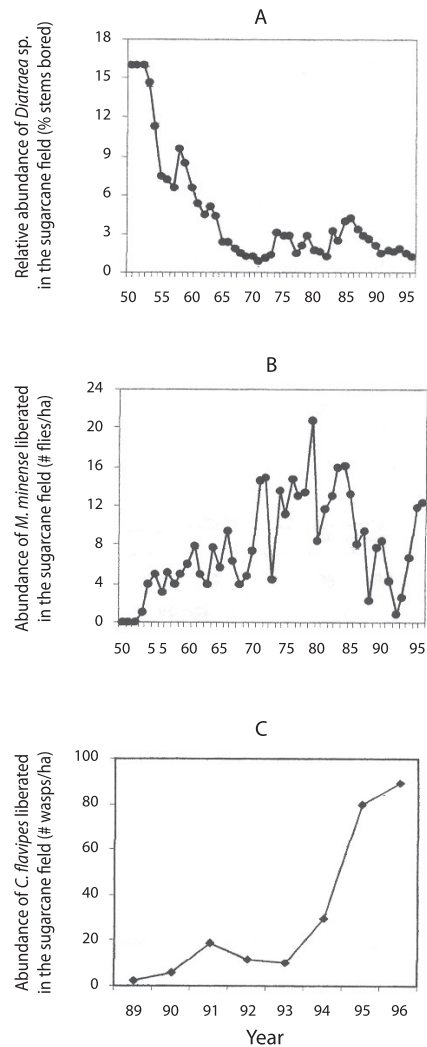 A
Relative abundance of Diatraea sp.
in the sugarcane field (% stems bored)
18
15
12
9
6
3
0
50 55 60 65 70 75 80 85 90 95
B
Abundance of M. minense liberated
in the sugarcane field (# flies/ha)
24
20
16
12
8
4
0
50 5 5 60 65 70 75 80 85 90 95
C
Abundance of C. flavipes liberated
in the sugarcane field (# wasps/ha)
100
80
60
40
20
0
89 90 91 92 93 94 95 96
Year